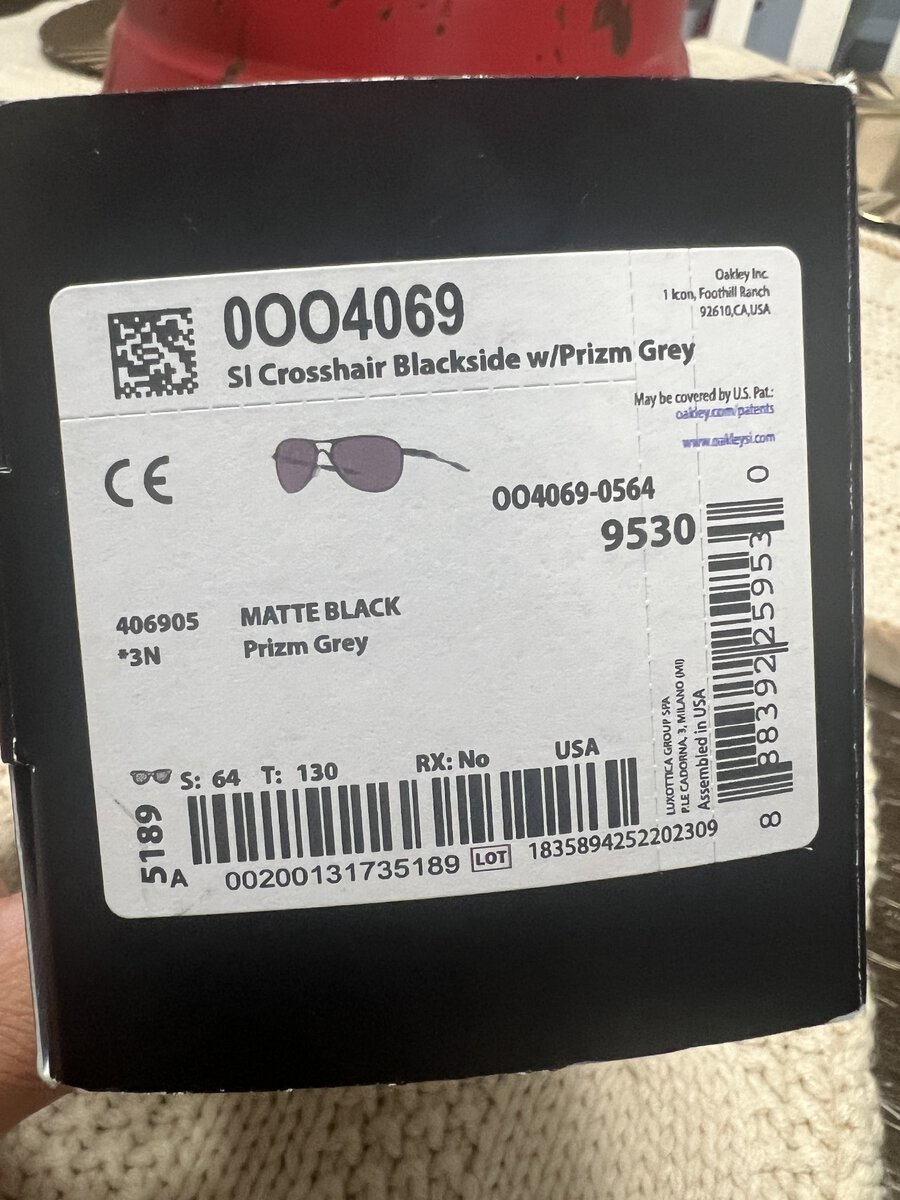 0OO4069
SI Crosshair Blackside w/Prizm Grey
Oakley Inc.
1 Icon, Foothill Ranch
92610,CA,USA
May be covered by U.S. Pat.:
oakley.com/patents
www.oakleysi.com
CE
OO4069-0564
9530
406905 MATTE BLACK
*3N Prizm Grey
S: 64 T: 130 RX: No USA
5189
A
00200131735189 LOT 1835894252202309
LUXOTTICA GROUP SPA
P.LE CADORNA, 3, MILANO (MI)
Assembled in USA
8 88392 25953 0